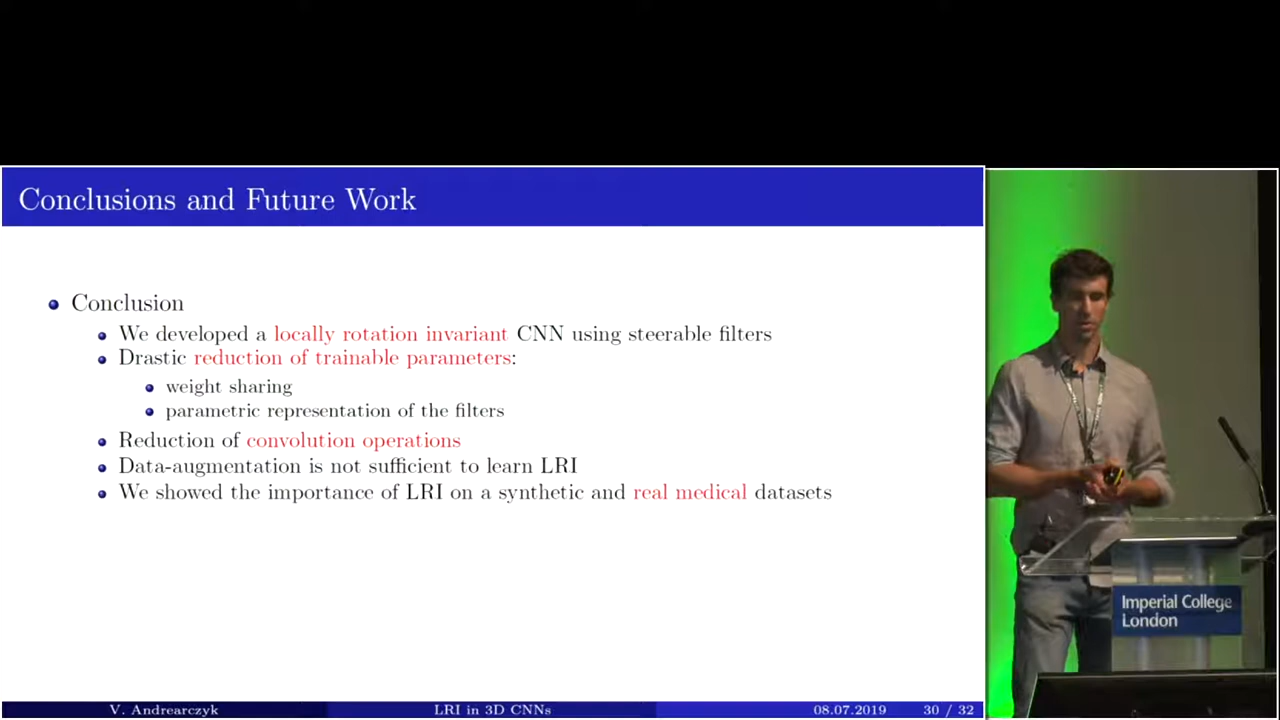 Conclusions and Future Work
Conclusion
We developed a locally rotation invariant CNN using steerable filters
Drastic reduction of trainable parameters:
weight sharing
parametric representation of the filters
Reduction of convolution operations
Data-augmentation is not sufficient to learn LRI
We showed the importance of LRI on a synthetic and real medical datasets
Imperial College
London
V. Andrearczyk LRI in 3D CNNs 08.07.2019 30 / 32